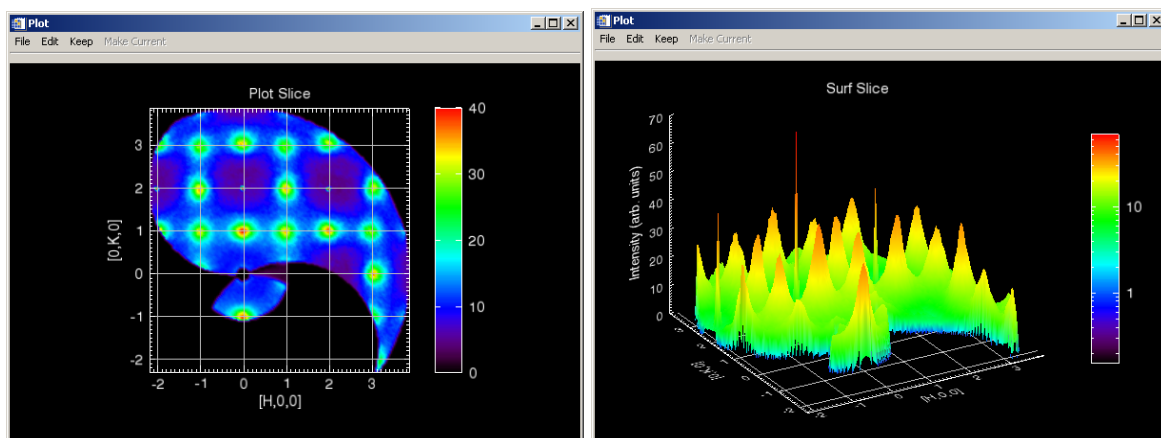 Plot
File Edit Keep Make Current
Plot Slice
40
30
20
10
0
3
2
1
0
-1
-2
[0,K,0]
-2 -1 0 1 2 3
[H,0,0]
Plot
File Edit Keep Make Current
Surf Slice
70
60
50
40
30
20
10
0
Intensity (arb. units)
10
1
[H,0,0]